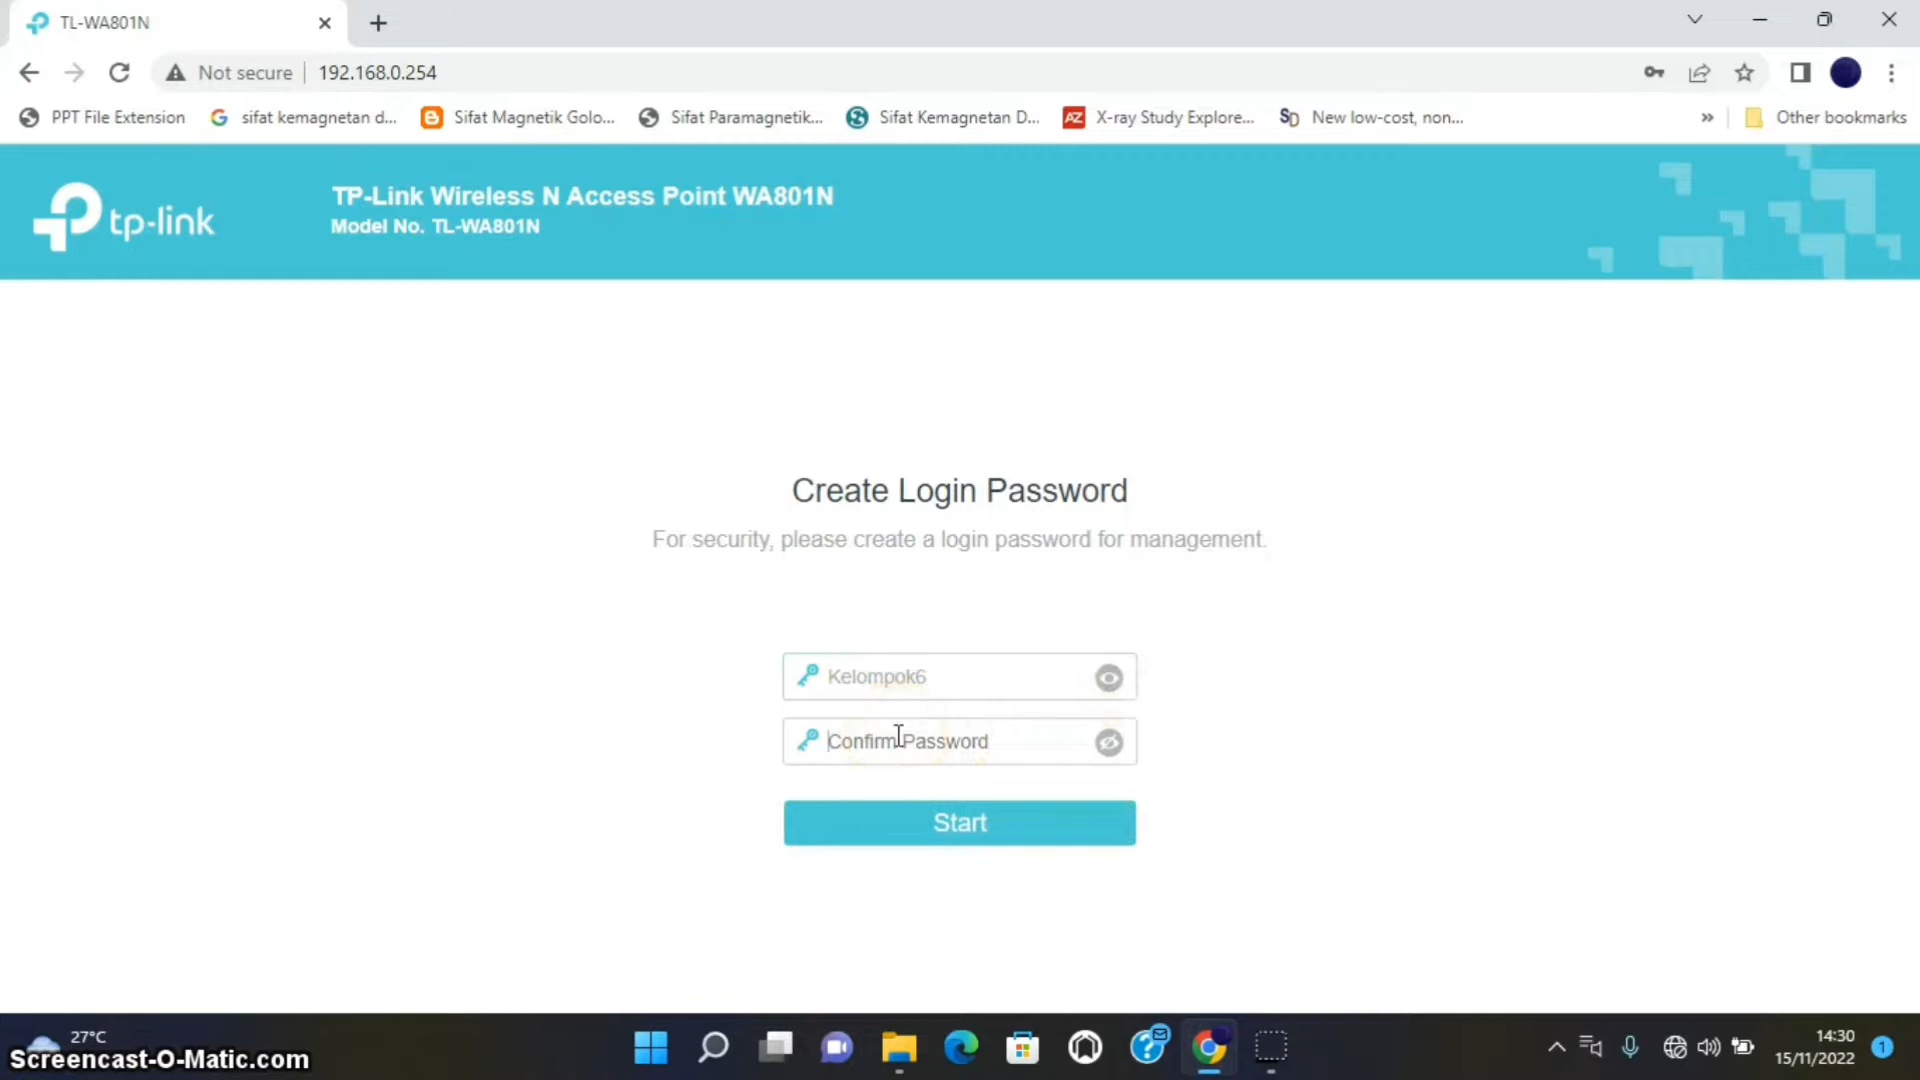 TL-WA801N
Not secure
192.168.0.254
PPT File Extension
sifat kemagnetan d...
Sifat Magnetik Golo...
Sifat Paramagnetik...
Sifat Kemagnetan D...
AZ
X-ray Study Explore...
SD
New low-cost, non...
»
Other bookmarks
tp-link
TP-Link Wireless N Access Point WA801N
Model No. TL-WA801N
Create Login Password
For security, please create a login password for management.
Kelompok6
Confirm Password
Start
27°C
Screencast-O-Matic.com
14:30
15/11/2022
1